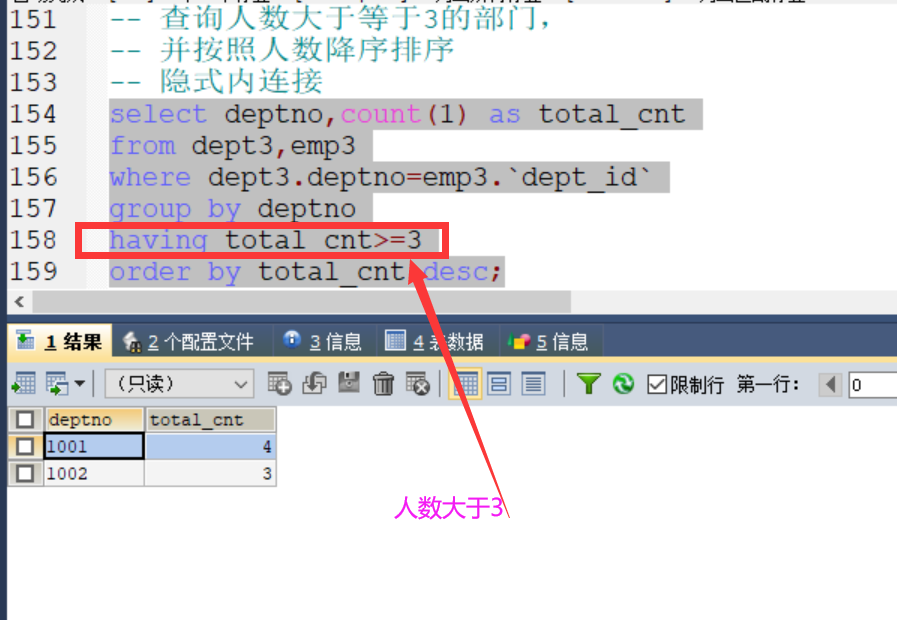 151 -- 查询人数大于等于3的部门，
152 -- 并按照人数降序排序
153 -- 隐式内连接
154 select deptno,count(1) as total_cnt
155 from dept3,emp3
156 where dept3.deptno=emp3.`dept_id`
157 group by deptno
158 having total_cnt>=3
159 order by total_cnt desc;
1 结果 2 个配置文件 3 信息 4 表数据 5 信息
（只读） 限制行 第一行： 0
deptno total_cnt
1001 4
1002 3
人数大于3